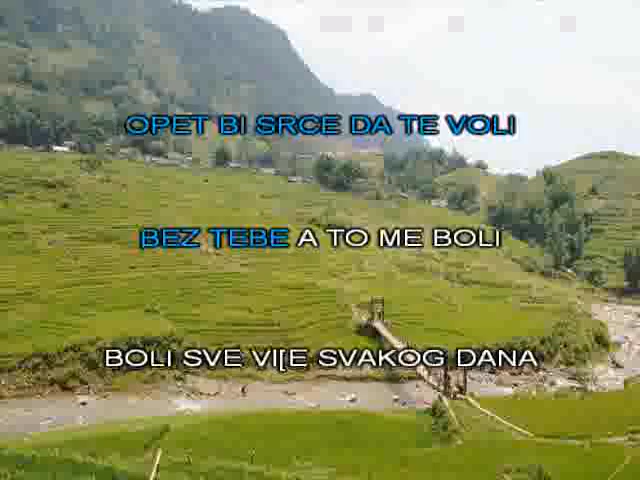 OPET BI SRCE DA TE VOLI
BEZ TEBE A TO ME BOLI
BOLI SVE VI[E SVAKOG DANA